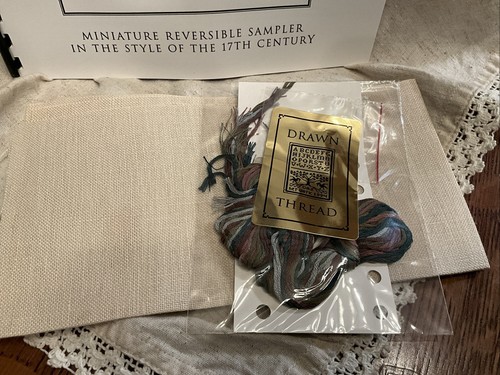 MINIATURE REVERSIBLE SAMPLER
IN THE STYLE OF THE 17TH CENTURY
DRAWN
THREAD